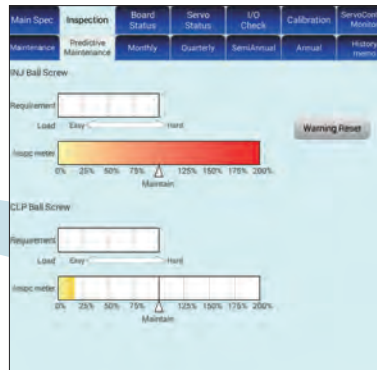 Main Spec Inspection Board Status Servo Status I/O Check Calibration ServoCom Monito
Maintenance Predictive Maintenance Monthly Quarterly SemiAnnual Annual History memo
INJ Ball Screw
Requirement
Load Easy Hard
Warning Reset
Inspc meter
0% 25% 50% 75% 125% 150% 175% 200%
Maintain
CLP Ball Screw
Requirement
Load Easy Hard
Inspc meter
0% 25% 50% 75% 125% 150% 175% 200%
Maintain